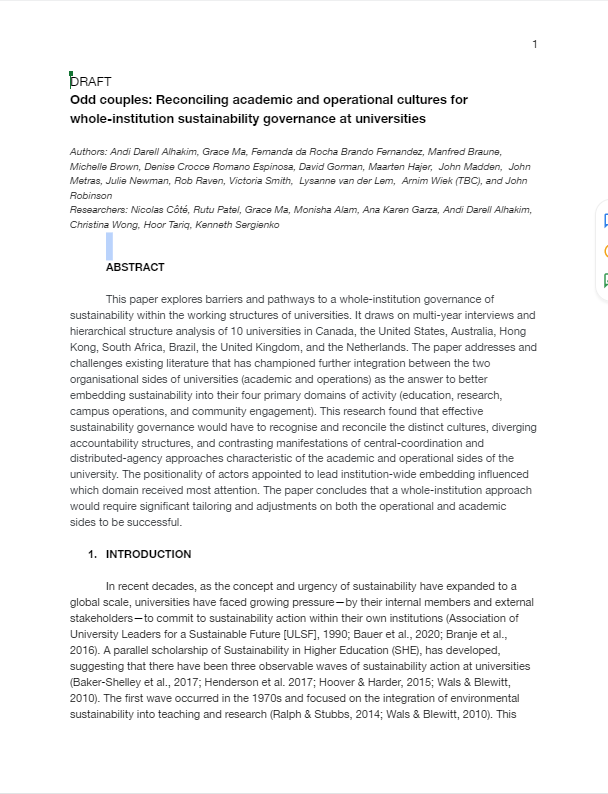 1
DRAFT
Odd couples: Reconciling academic and operational cultures for
whole-institution sustainability governance at universities
Authors: Andi Darell Alhakim, Grace Ma, Fernanda da Rocha Brando Fernandez, Manfred Braune,
Michelle Brown, Denise Crocce Romano Espinosa, David Gorman, Maarten Hajer, John Madden, John
Metras, Julie Newman, Rob Raven, Victoria Smith, Lysanne van der Lem, Arnim Wiek (TBC), and John
Robinson
Researchers: Nicolas Côté, Rutu Patel, Grace Ma, Monisha Alam, Ana Karen Garza, Andi Darell Alhakim,
Christina Wong, Hoor Tariq, Kenneth Sergienko
ABSTRACT
This paper explores barriers and pathways to a whole-institution governance of
sustainability within the working structures of universities. It draws on multi-year interviews and
hierarchical structure analysis of 10 universities in Canada, the United States, Australia, Hong
Kong, South Africa, Brazil, the United Kingdom, and the Netherlands. The paper addresses and
challenges existing literature that has championed further integration between the two
organisational sides of universities (academic and operations) as the answer to better
embedding sustainability into their four primary domains of activity (education, research,
campus operations, and community engagement). This research found that effective
sustainability governance would have to recognise and reconcile the distinct cultures, diverging
accountability structures, and contrasting manifestations of central-coordination and
distributed-agency approaches characteristic of the academic and operational sides of the
university. The positionality of actors appointed to lead institution-wide embedding influenced
which domain received most attention. The paper concludes that a whole-institution approach
would require significant tailoring and adjustments on both the operational and academic
sides to be successful.
1. INTRODUCTION
In recent decades, as the concept and urgency of sustainability have expanded to a
global scale, universities have faced growing pressure—by their internal members and external
stakeholders—to commit to sustainability action within their own institutions (Association of
University Leaders for a Sustainable Future [ULSF], 1990; Bauer et al., 2020; Branje et al.,
2016). A parallel scholarship of Sustainability in Higher Education (SHE), has developed,
suggesting that there have been three observable waves of sustainability action at universities
(Baker-Shelley et al., 2017; Henderson et al. 2017; Hoover & Harder, 2015; Wals & Blewitt,
2010). The first wave occurred in the 1970s and focused on the integration of environmental
sustainability into teaching and research (Ralph & Stubbs, 2014; Wals & Blewitt, 2010). This